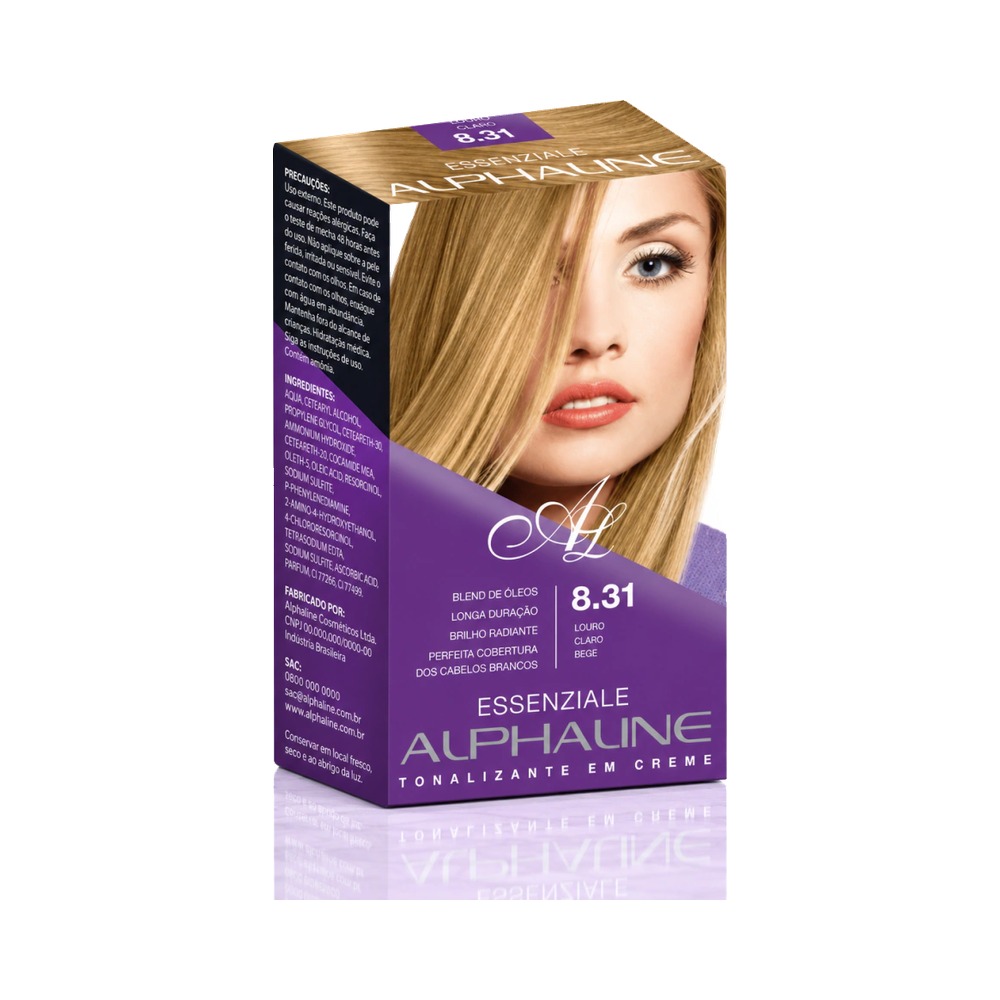 LOURO
CLARO
8.31
ESSENZIALE
ALPHALINE
PRECAUÇÕES:
Uso externo. Este produto pode
causar reações alérgicas. Faça
o teste de mecha 48 horas antes
do uso. Não aplique sobre a pele
ferida, irritada ou sensível. Evite o
contato com os olhos. Em caso de
contato com os olhos, enxágue
com água em abundância.
Mantenha fora do alcance de
crianças. Hidratação médica.
Siga as instruções de uso.
Contém amônia.
INGREDIENTES:
AQUA, CETEARYL ALCOHOL,
PROPYLENE GLYCOL, CETEARETH-30,
AMMONIUM HYDROXIDE,
CETEARETH-20, COCAMIDE MEA,
OLETH-5, OLEIC ACID, RESORCINOL,
SODIUM SULFITE,
P-PHENYLENEDIAMINE,
2-AMINO-4-HYDROXYETHANOL,
4-CHLORORESORCINOL,
TETRASODIUM EDTA,
SODIUM SULFITE, ASCORBIC ACID,
PARFUM, CI 77266, CI 77499.
FABRICADO POR:
Alphaline Cosméticos Ltda.
CNPJ 00.000.000/0000-00
Indústria Brasileira
SAC:
0800 000 0000
sac@alphaline.com.br
www.alphaline.com.br
Conservar em local fresco,
seco e ao abrigo da luz.
AL
BLEND DE ÓLEOS
LONGA DURAÇÃO
BRILHO RADIANTE
PERFEITA COBERTURA
DOS CABELOS BRANCOS
8.31
LOURO
CLARO
BEGE
ESSENZIALE
ALPHALINE
TONALIZANTE EM CREME